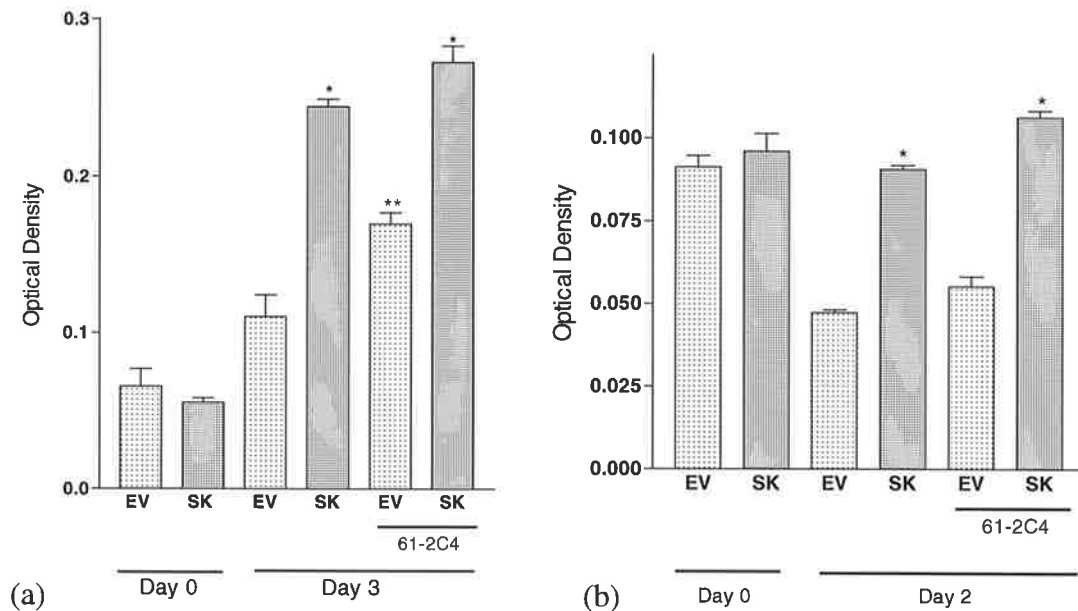 0.3
0.2
0.1
0.0
Optical Density
*
**
*
EV SK EV SK EV SK
61-2C4
Day 0 Day 3
(a)
0.100
0.075
0.050
0.025
0.000
Optical Density
*
*
EV SK EV SK EV SK
61-2C4
Day 0 Day 2
(b)